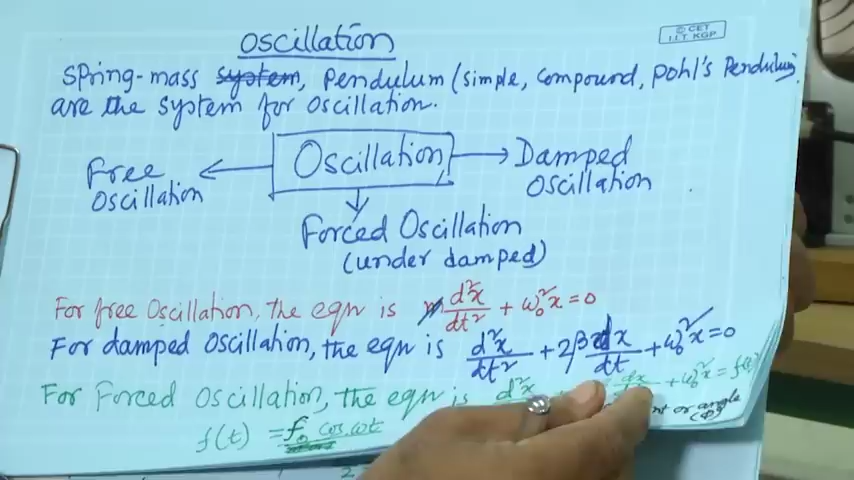 Oscillation
© CET
I.I.T. KGP
Spring-mass system, Pendulum (simple, compound, Pohl's Pendulum)
are the system for oscillation.
Free
Oscillation
Oscillation
Damped
Oscillation
Forced Oscillation
(under damped)
For free Oscillation, the eqn is d²x/dt² + ω₀²x = 0
For damped Oscillation, the eqn is d²x/dt² + 2β dx/dt + ω₀²x = 0
For Forced Oscillation, the eqn is d²x dx + ω₀²x = f(t)
or angle
(Φ)
f(t) = f₀ cos ωt